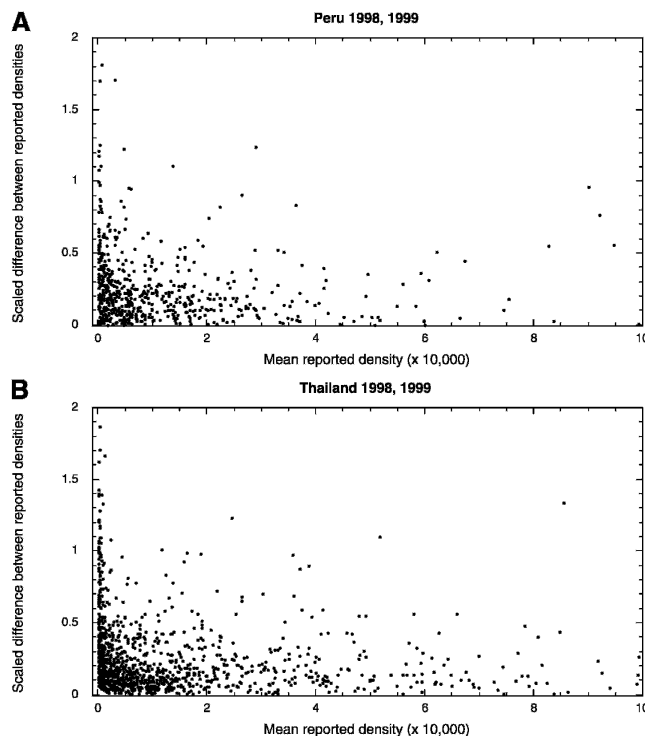 A
Peru 1998, 1999
Scaled difference between reported densities
2
1.5
1
0.5
0
0 2 4 6 8 10
Mean reported density (x 10,000)
B
Thailand 1998, 1999
Scaled difference between reported densities
2
1.5
1
0.5
0
0 2 4 6 8 10
Mean reported density (x 10,000)